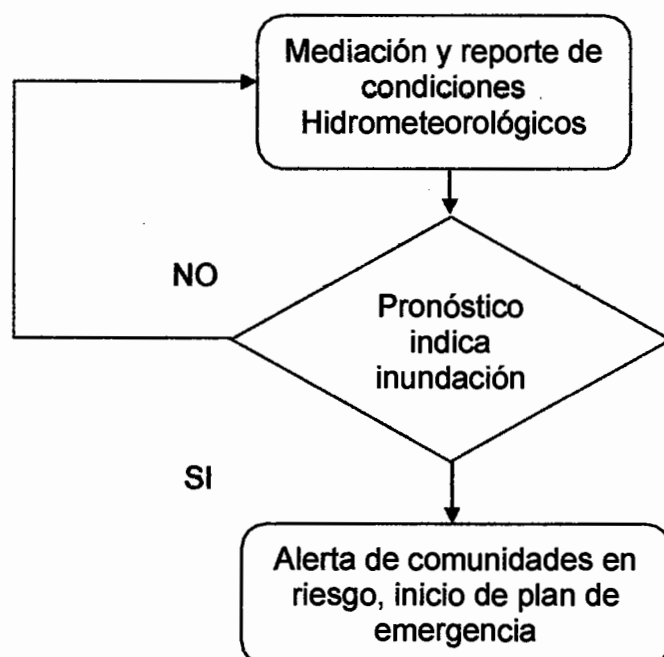 Mediación y reporte de
condiciones
Hidrometeorológicos
NO
Pronóstico
indica
inundación
SI
Alerta de comunidades en
riesgo, inicio de plan de
emergencia